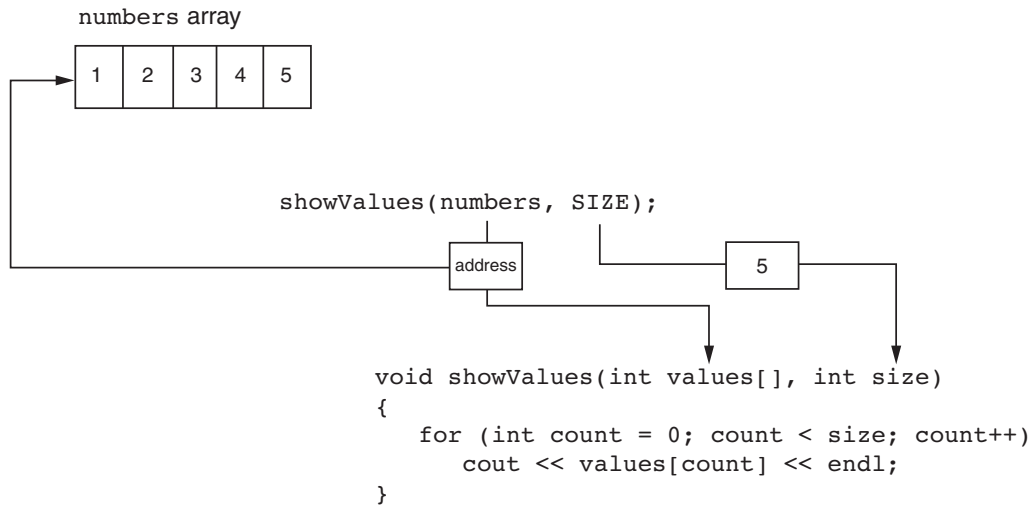 numbers array
1 2 3 4 5
showValues(numbers, SIZE);
address
5
void showValues(int values[], int size)
{
for (int count = 0; count < size; count++)
cout << values[count] << endl;
}